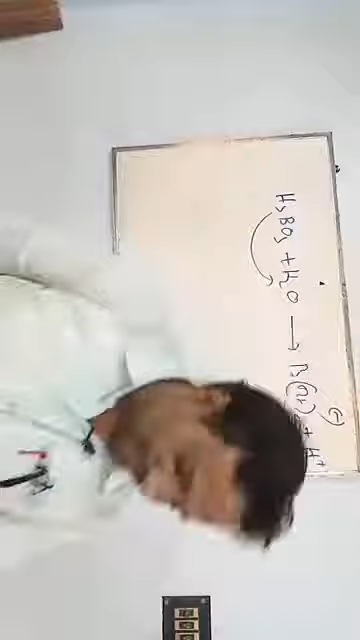 H₃BO₃ + H₂O ⟶ B(OH)₄⁽⁻⁾ + H⁺